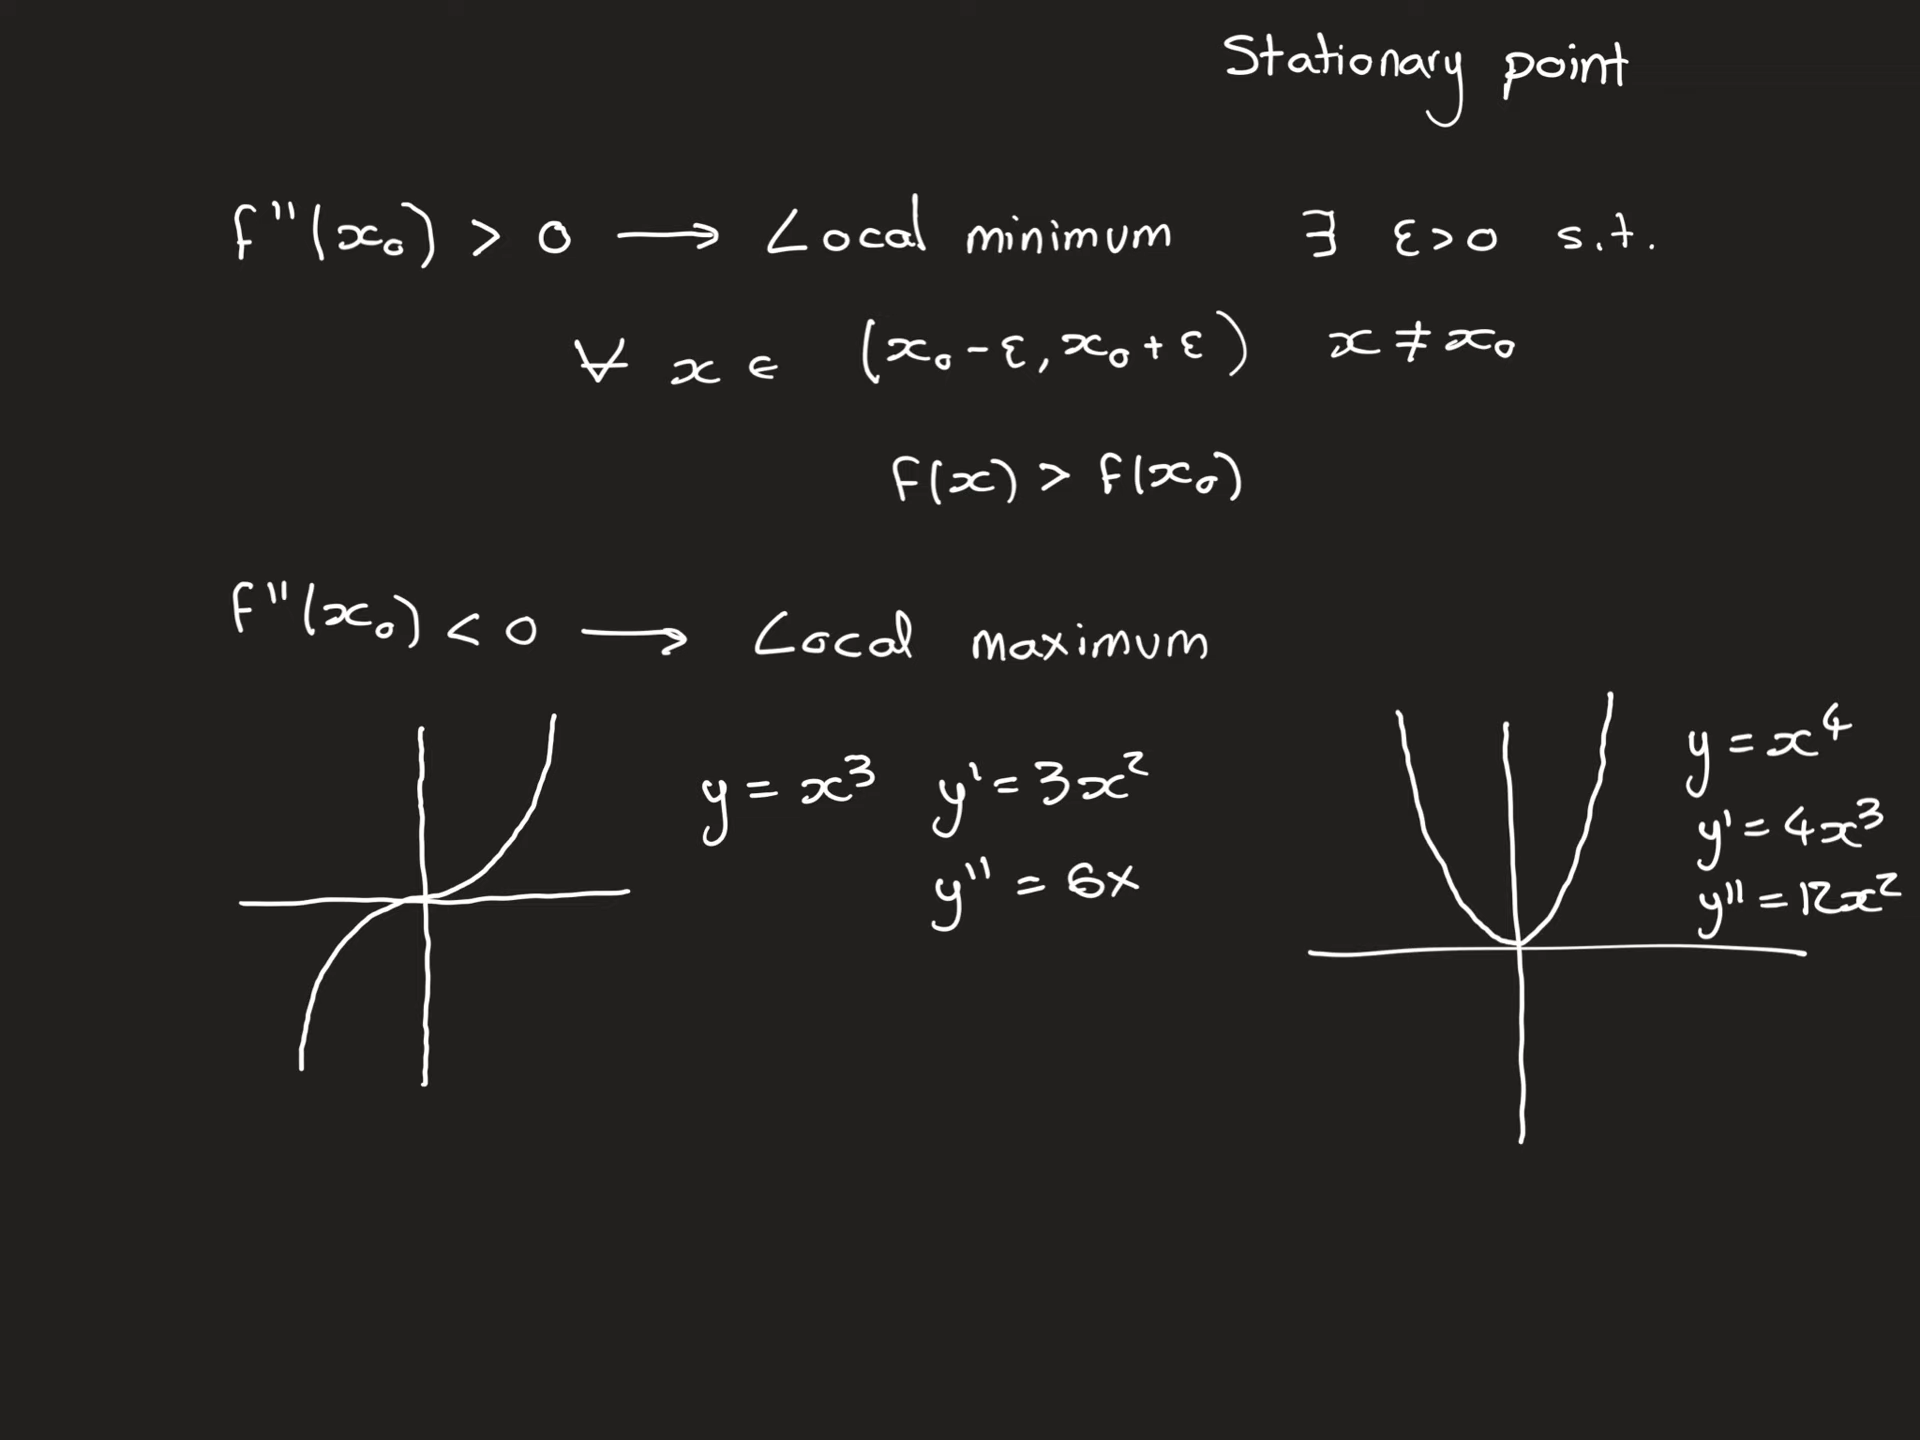 Stationary point
f''(x₀) > 0 ⟶ Local minimum ∃ ε>0 s.t.
∀ x ∈ (x₀-ε, x₀+ε) x ≠ x₀
f(x) > f(x₀)
f''(x₀) < 0 ⟶ Local maximum
y = x³ y' = 3x²
y'' = 6x
y = x⁴
y' = 4x³
y'' = 12x²